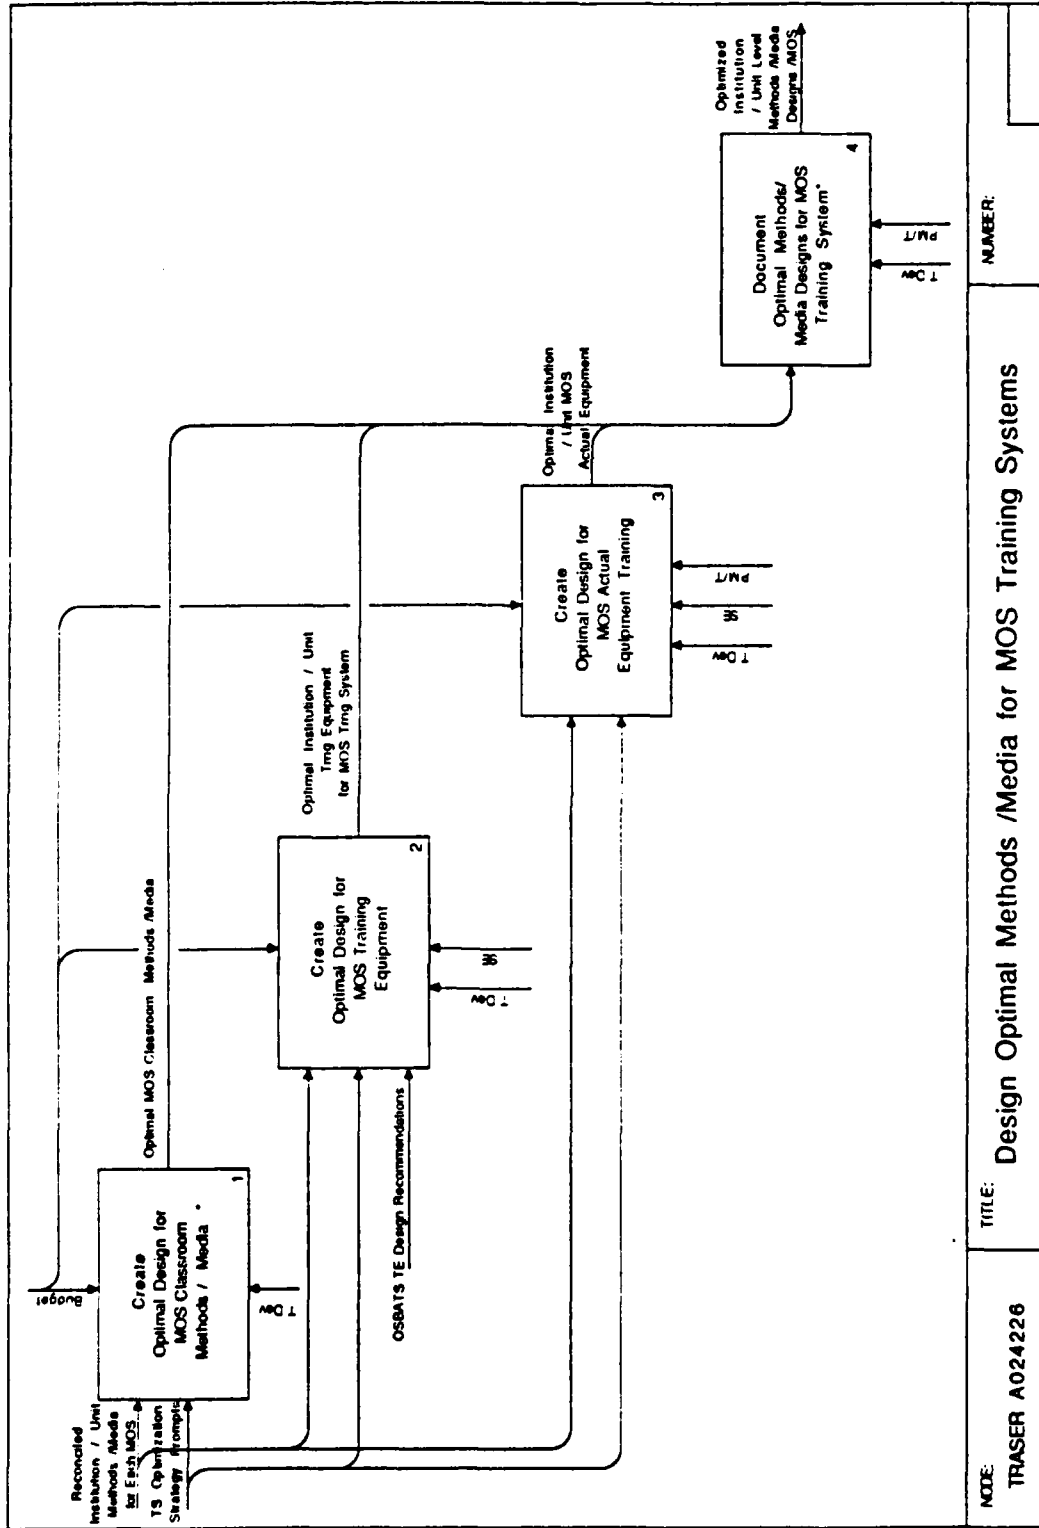 Reconciled
Institution / Unit
Methods /Media
for Each MOS
TS Optimization
Strategy Prompts
Budget
Create
Optimal Design for
MOS Classroom
Methods / Media *
1
T Dev
Optimal MOS Classroom Methods /Media
Create
Optimal Design for
MOS Training
Equipment
2
OSBATS TE Design Recommendations
T Dev
Optimal Institution / Unit
Trng Equipment
for MOS Trng System
Create
Optimal Design for
MOS Actual
Equipment Training
3
T Dev
PM/T
Optimal Institution
/ Unit MOS
Actual Equipment
Document
Optimal Methods/
Media Designs for MOS
Training System*
4
T Dev
PM/T
Optimized
Institution
/ Unit Level
Methods /Media
Designs /MOS
NODE:
TRASER A024226
TITLE:
Design Optimal Methods /Media for MOS Training Systems
NUMBER: